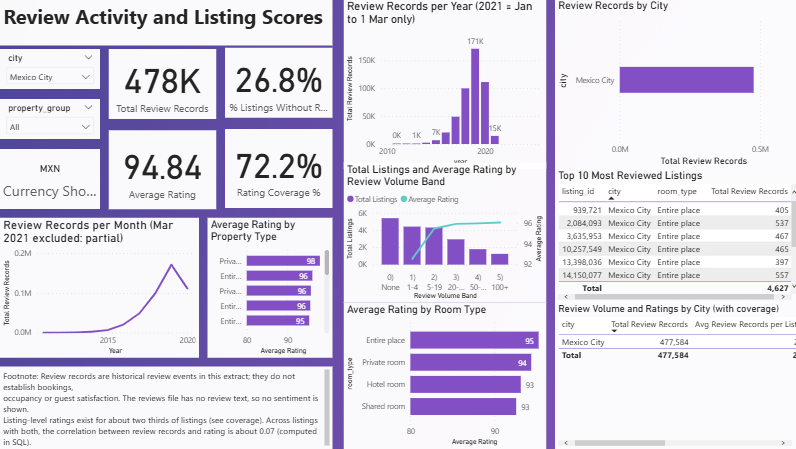 Review Activity and Listing Scores
city
Mexico City
property_group
All
MXN
Currency Sho...
478K
Total Review Records
26.8%
% Listings Without R...
94.84
Average Rating
72.2%
Rating Coverage %
Review Records per Month (Mar
2021 excluded: partial)
Total Review Records
0.2M
0.0M
2015
2020
Year
Average Rating by
Property Type
Priva... 98
Entir... 96
Priva... 96
Entir... 96
Entir... 95
80 90
Average Rating
Footnote: Review records are historical review events in this extract; they do not
establish bookings,
occupancy or guest satisfaction. The reviews file has no review text, so no sentiment is
shown.
Listing-level ratings exist for about two thirds of listings (see coverage). Across listings
with both, the correlation between review records and rating is about 0.07 (computed
in SQL).
Review Records per Year (2021 = Jan
to 1 Mar only)
Total Review Records
150K
100K
50K
0K
0K 1K 7K 171K 15K
2010 2020
year
Total Listings and Average Rating by
Review Volume Band
Total Listings Average Rating
Total Listings
6K
4K
2K
0K
96
94
92
Average Rating
0) 1) 2) 3) 4) 5)
None 1-4 5-19 20-... 50-... 100+
Review Volume Band
Average Rating by Room Type
room_type
Entire place 95
Private room 94
Hotel room 93
Shared room 93
80 90
Average Rating
Review Records by City
city
Mexico City
0.0M 0.5M
Total Review Records
Top 10 Most Reviewed Listings
listing_id city room_type Total Review Records
939,721 Mexico City Entire place 405
2,084,093 Mexico City Entire place 537
3,635,953 Mexico City Entire place 467
10,257,549 Mexico City Entire place 465
13,398,036 Mexico City Entire place 397
14,150,077 Mexico City Entire place 557
Total 4,627
Review Volume and Ratings by City (with coverage)
city Total Review Records Avg Review Records per List
Mexico City 477,584 2
Total 477,584 2